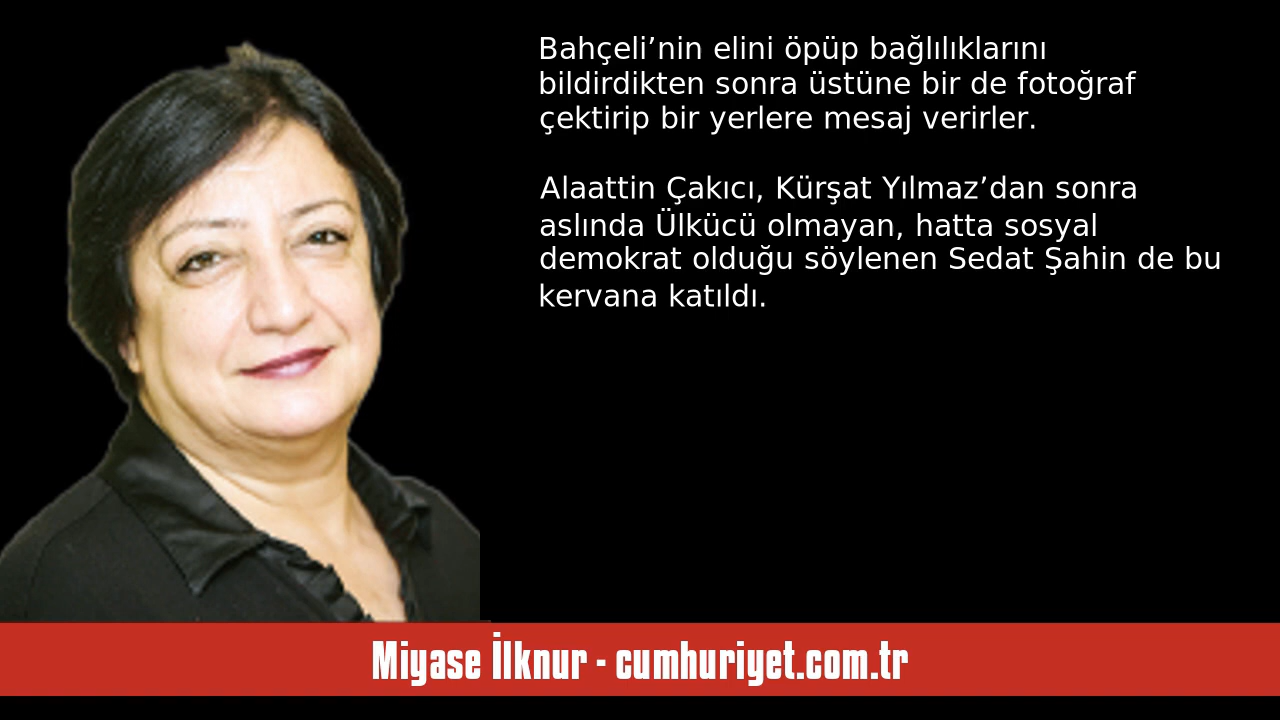 Bahçeli’nin elini öpüp bağlılıklarını
bildirdikten sonra üstüne bir de fotoğraf
çektirip bir yerlere mesaj verirler.
Alaattin Çakıcı, Kürşat Yılmaz’dan sonra
aslında Ülkücü olmayan, hatta sosyal
demokrat olduğu söylenen Sedat Şahin de bu
kervana katıldı.
Miyase İlknur - cumhuriyet.com.tr